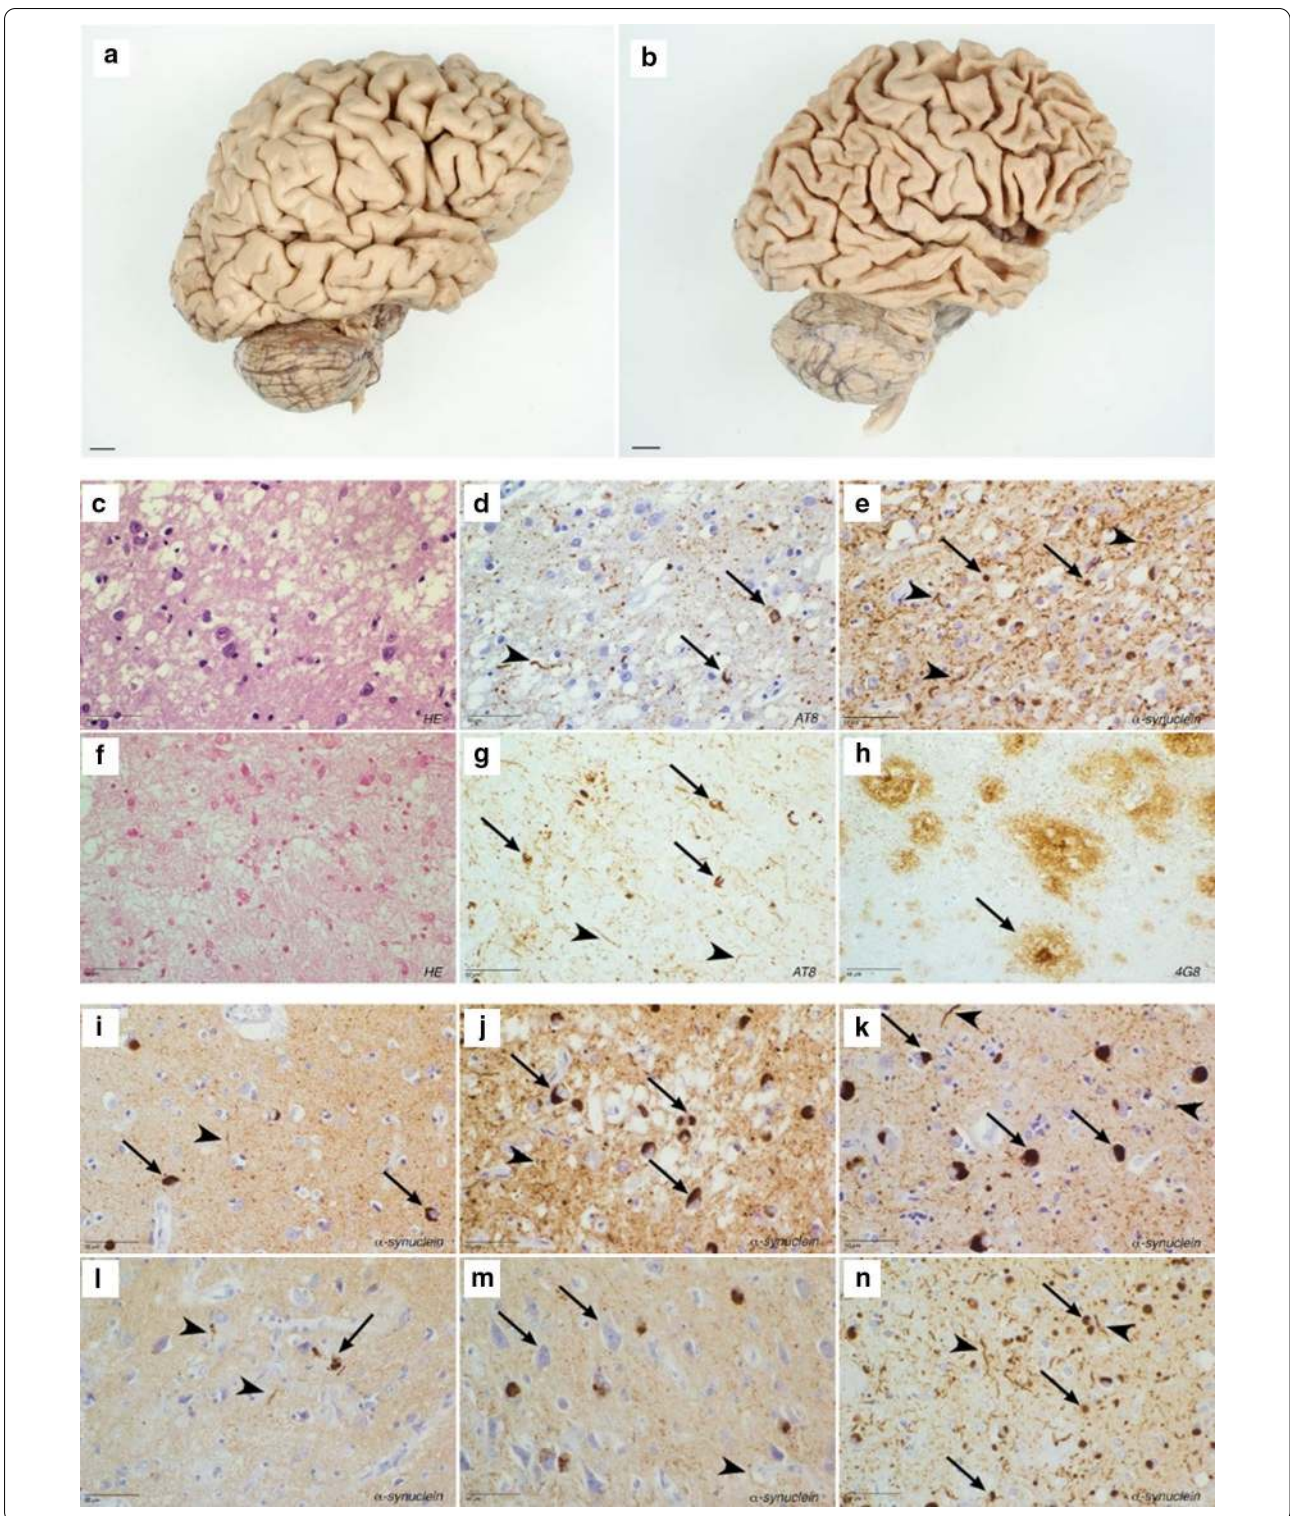 a
b
c
HE
d
AT8
e
α-synuclein
f
HE
g
AT8
h
4G8
i
α-synuclein
j
α-synuclein
k
α-synuclein
l
α-synuclein
m
α-synuclein
n
α-synuclein